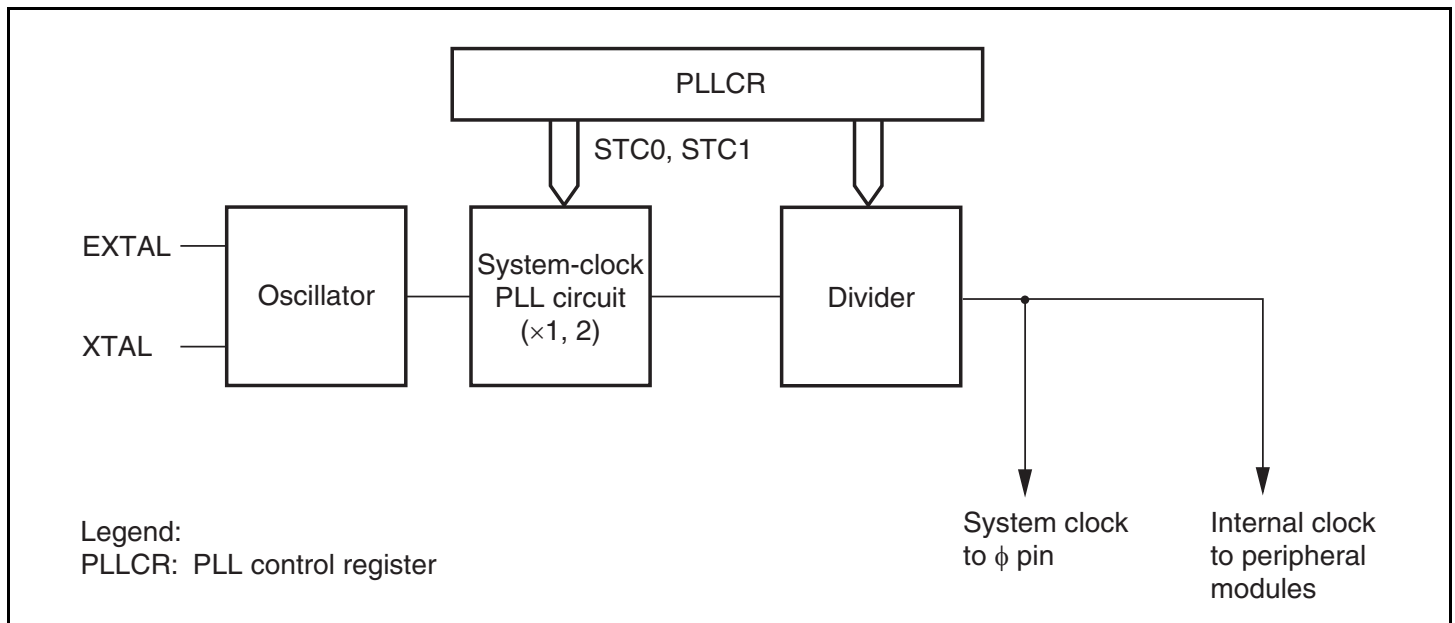 PLLCR
STC0, STC1
EXTAL
XTAL
Oscillator
System-clock
PLL circuit
(×1, 2)
Divider
System clock
to ϕ pin
Internal clock
to peripheral
modules
Legend:
PLLCR: PLL control register